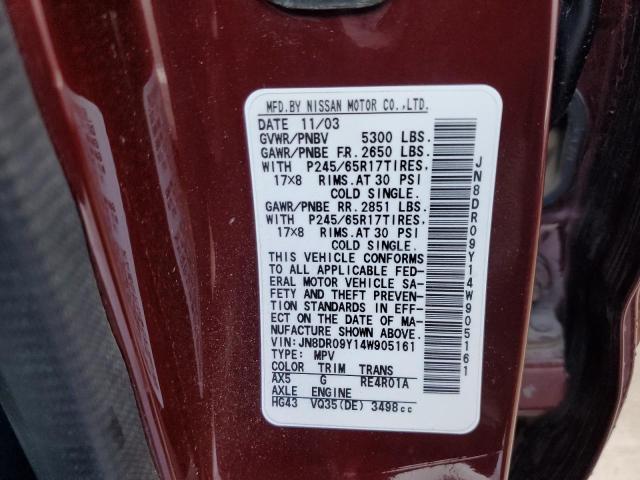 MFD.BY NISSAN MOTOR CO.,LTD.
DATE 11/03
GVWR/PNBV 5300 LBS.
GAWR/PNBE FR. 2650 LBS.
WITH P245/65R17TIRES,
17×8 RIMS.AT 30 PSI
COLD SINGLE.
GAWR/PNBE RR. 2851 LBS.
WITH P245/65R17TIRES,
17×8 RIMS.AT 30 PSI
COLD SINGLE.
THIS VEHICLE CONFORMS
TO ALL APPLICABLE FED-
ERAL MOTOR VEHICLE SA-
FETY AND THEFT PREVEN-
TION STANDARDS IN EFF-
ECT ON THE DATE OF MA-
NUFACTURE SHOWN ABOVE.
VIN:JN8DR09Y14W905161
TYPE: MPV
COLOR TRIM TRANS
AX5 G RE4R01A
AXLE ENGINE
HG43 VQ35(DE) 3498cc
JN8DR09Y14W905161